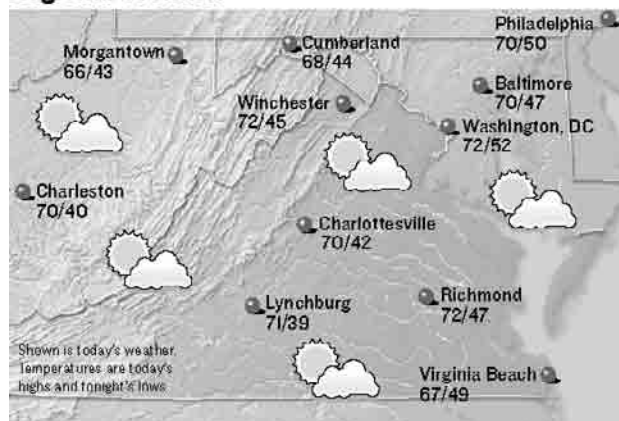 Philadelphia
70/50
Morgantown
66/43
Cumberland
68/44
Baltimore
70/47
Winchester
72/45
Washington, DC
72/52
Charleston
70/40
Charlottesville
70/42
Lynchburg
71/39
Richmond
72/47
Shown is today's weather.
Temperatures are today's
highs and tonight's lows.
Virginia Beach
67/49